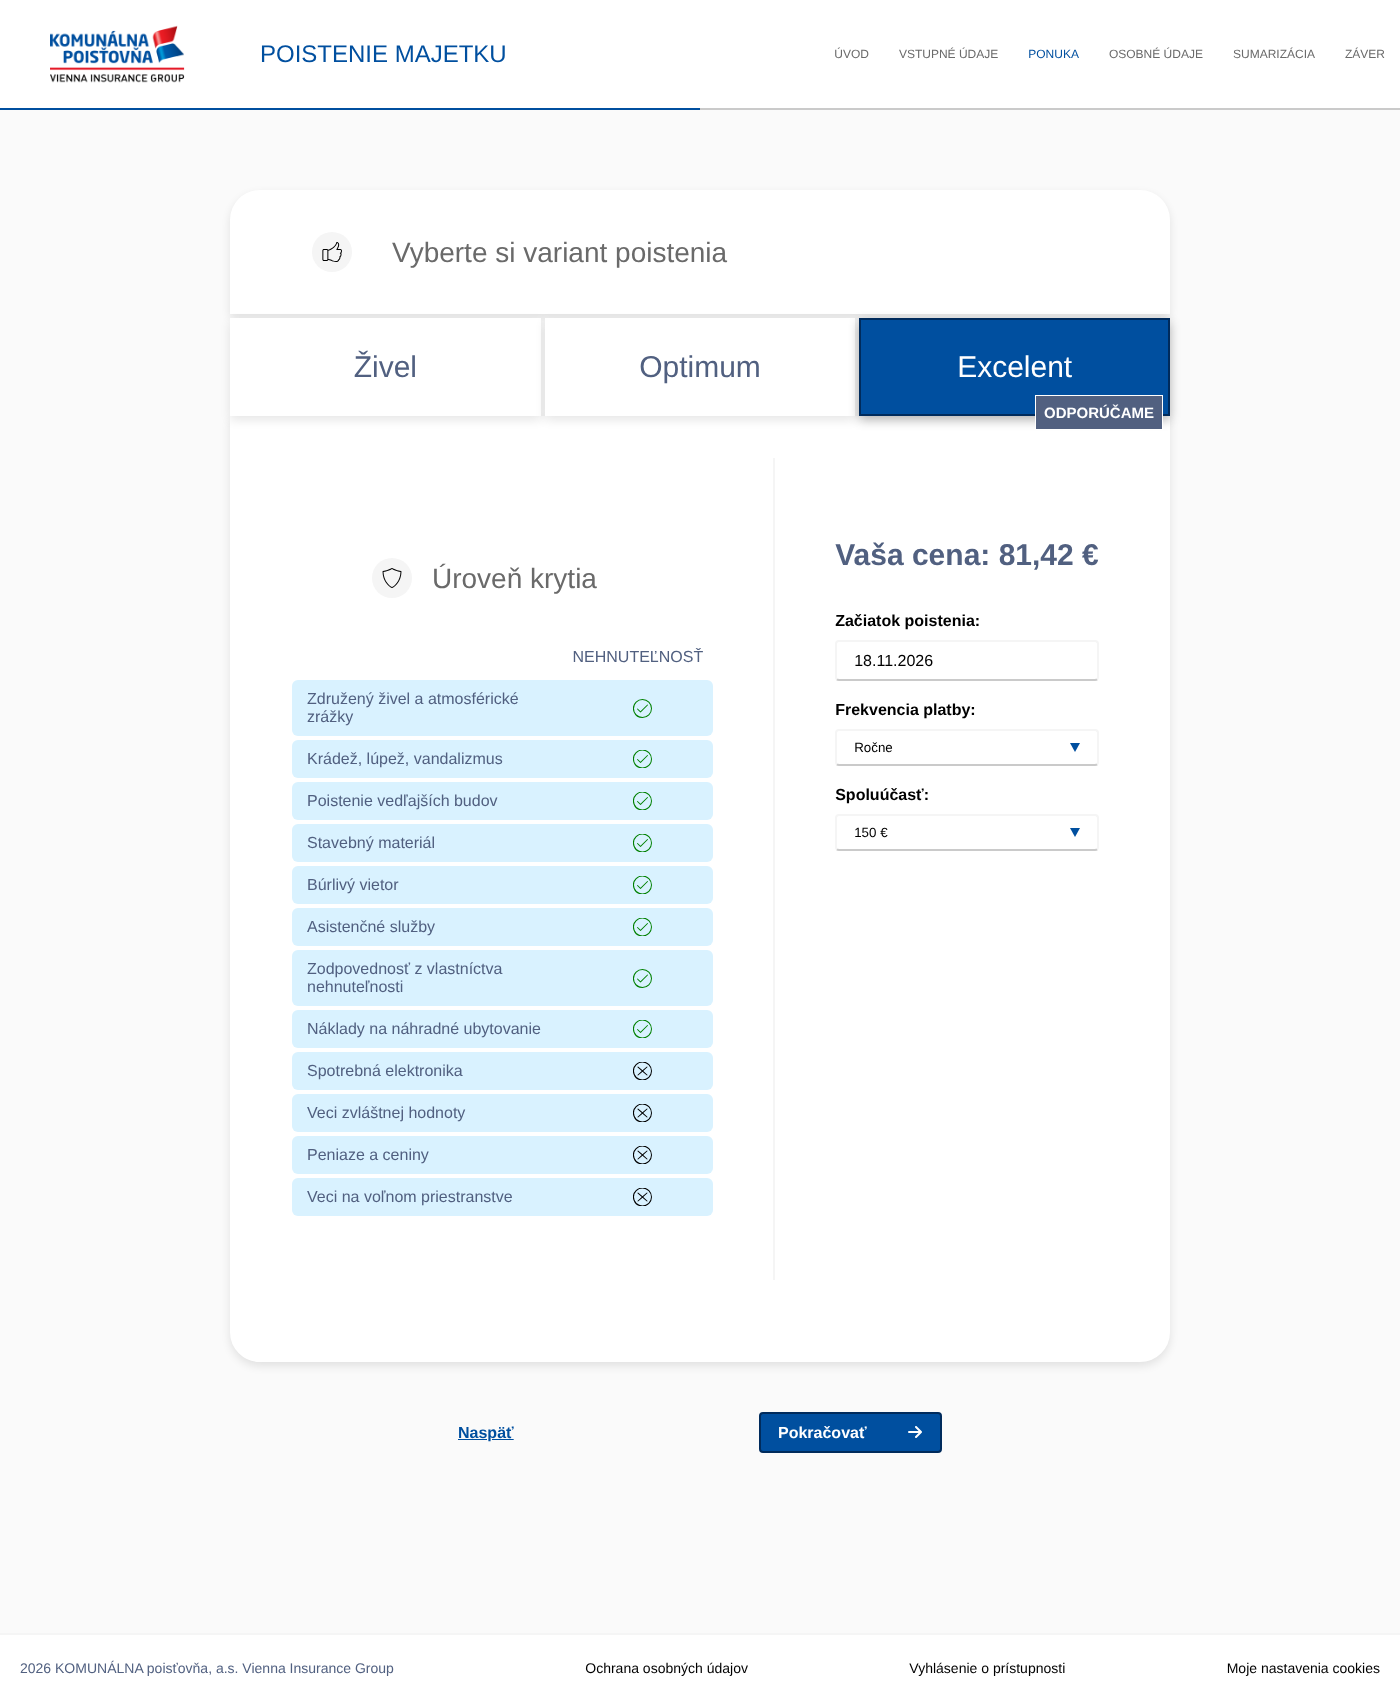 KOMUNÁLNA
POISŤOVŇA
VIENNA INSURANCE GROUP
POISTENIE MAJETKU
ÚVOD
VSTUPNÉ ÚDAJE
PONUKA
OSOBNÉ ÚDAJE
SUMARIZÁCIA
ZÁVER
Vyberte si variant poistenia
Živel
Optimum
Excelent
ODPORÚČAME
Úroveň krytia
NEHNUTEĽNOSŤ
Združený živel a atmosférické
zrážky
Krádež, lúpež, vandalizmus
Poistenie vedľajších budov
Stavebný materiál
Búrlivý vietor
Asistenčné služby
Zodpovednosť z vlastníctva
nehnuteľnosti
Náklady na náhradné ubytovanie
Spotrebná elektronika
Veci zvláštnej hodnoty
Peniaze a ceniny
Veci na voľnom priestranstve
Vaša cena: 81,42 €
Začiatok poistenia:
18.11.2026
Frekvencia platby:
Ročne
Spoluúčasť:
150 €
Naspäť
Pokračovať
2026 KOMUNÁLNA poisťovňa, a.s. Vienna Insurance Group
Ochrana osobných údajov
Vyhlásenie o prístupnosti
Moje nastavenia cookies